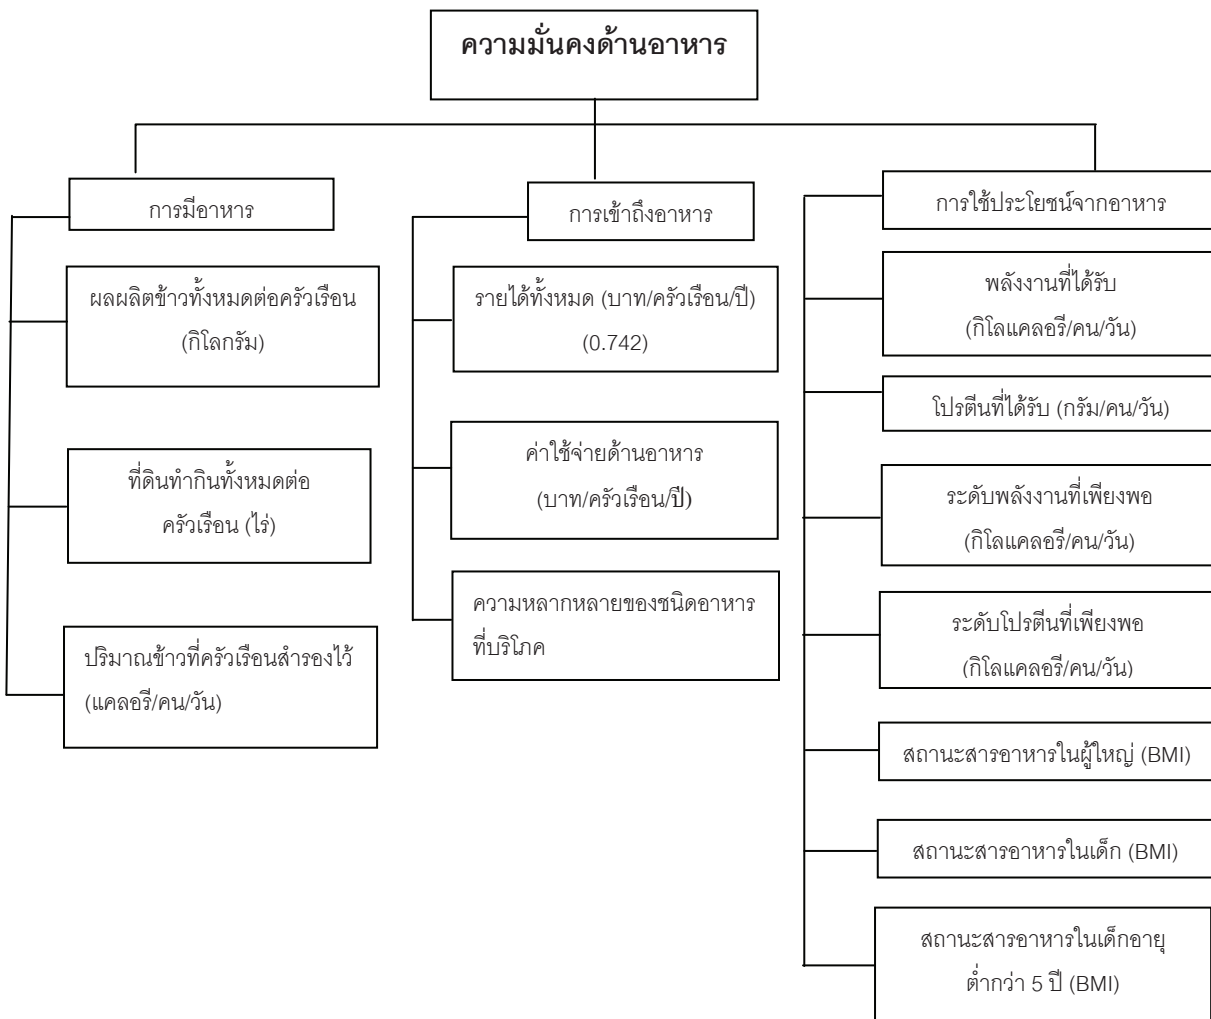 ความมั่นคงด้านอาหาร
การมีอาหาร
ผลผลิตข้าวทั้งหมดต่อครัวเรือน
(กิโลกรัม)
ที่ดินทำกินทั้งหมดต่อ
ครัวเรือน (ไร่)
ปริมาณข้าวที่ครัวเรือนสำรองไว้
(แคลอรี/คน/วัน)
การเข้าถึงอาหาร
รายได้ทั้งหมด (บาท/ครัวเรือน/ปี)
(0.742)
ค่าใช้จ่ายด้านอาหาร
(บาท/ครัวเรือน/ปี)
ความหลากหลายของชนิดอาหาร
ที่บริโภค
การใช้ประโยชน์จากอาหาร
พลังงานที่ได้รับ
(กิโลแคลอรี/คน/วัน)
โปรตีนที่ได้รับ (กรัม/คน/วัน)
ระดับพลังงานที่เพียงพอ
(กิโลแคลอรี/คน/วัน)
ระดับโปรตีนที่เพียงพอ
(กิโลแคลอรี/คน/วัน)
สถานะสารอาหารในผู้ใหญ่ (BMI)
สถานะสารอาหารในเด็ก (BMI)
สถานะสารอาหารในเด็กอายุ
ต่ำกว่า 5 ปี (BMI)